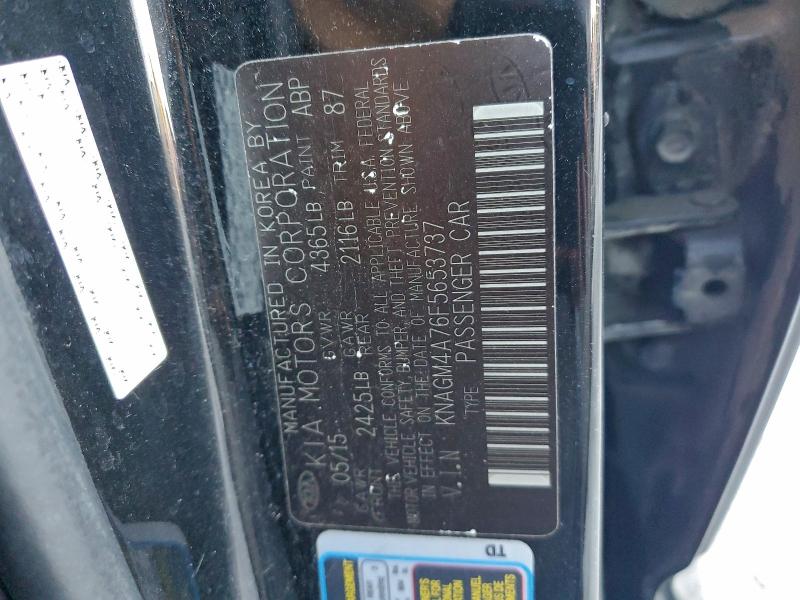 MANUFACTURED IN KOREA BY
KIA MOTORS CORPORATION
05/15 GVWR 4365LB PAINT ABP
GAWR FRONT 2425LB GAWR REAR 2116LB TRIM 87
THIS VEHICLE CONFORMS TO ALL APPLICABLE U.S.A. FEDERAL
MOTOR VEHICLE SAFETY, BUMPER, AND THEFT PREVENTION STANDARDS
IN EFFECT ON THE DATE OF MANUFACTURE SHOWN ABOVE
V.I.N KNAGM4A76F5653737
TYPE PASSENGER CAR
TD